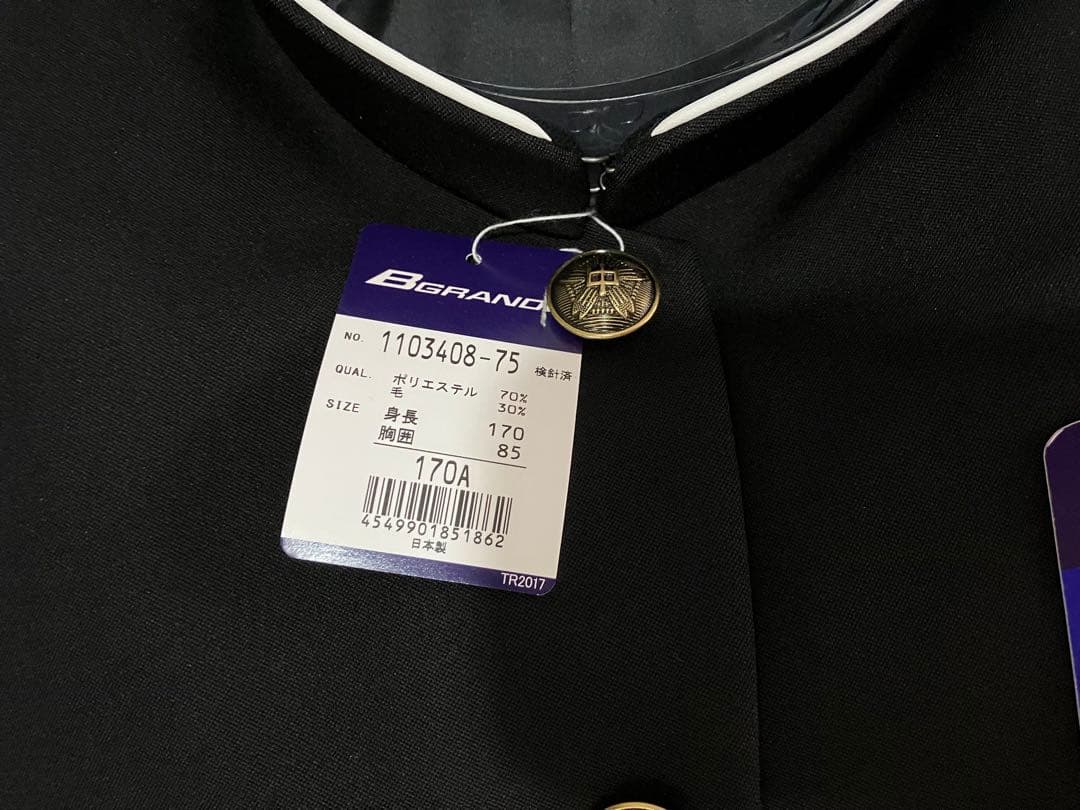 BGRAND
NO. 1103408-75 検針済
QUAL. ポリエステル 70%
毛 30%
SIZE 身長 170
胸囲 85
170A
4549901851862
日本製
TR2017
中